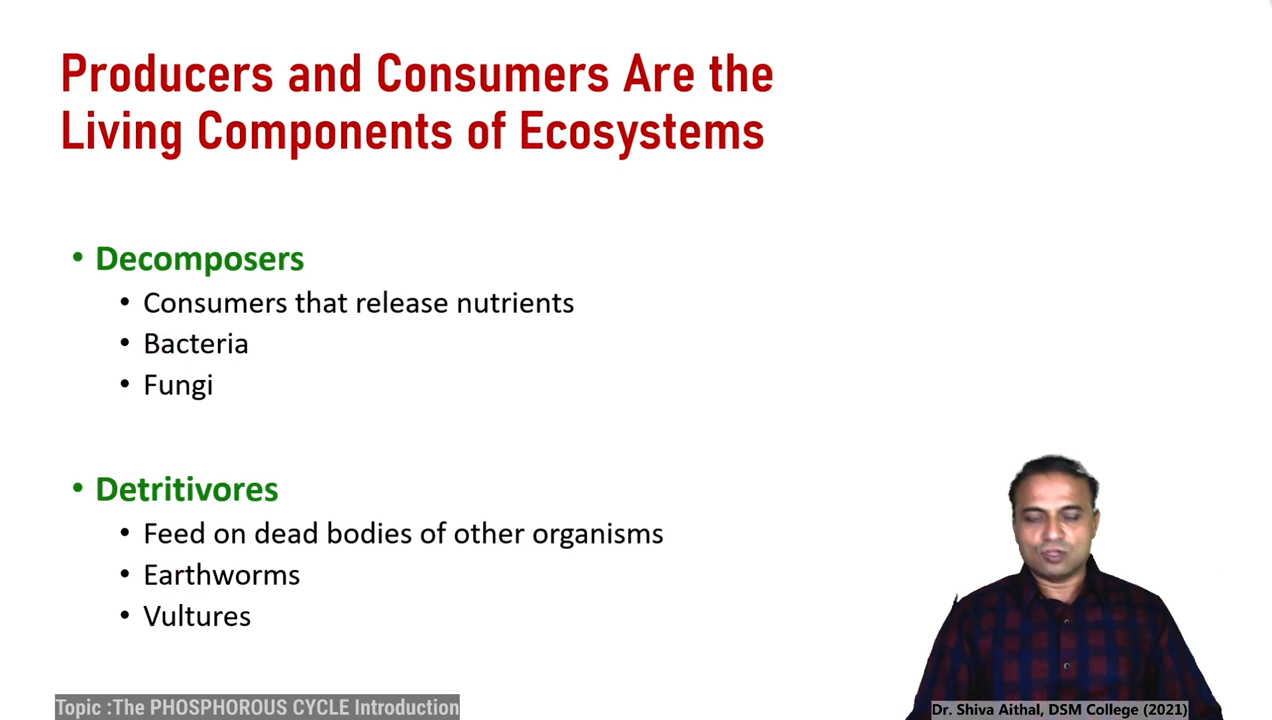 Producers and Consumers Are the
Living Components of Ecosystems
• Decomposers
• Consumers that release nutrients
• Bacteria
• Fungi
• Detritivores
• Feed on dead bodies of other organisms
• Earthworms
• Vultures
Topic :The PHOSPHOROUS CYCLE Introduction
Dr. Shiva Aithal, DSM College (2021)